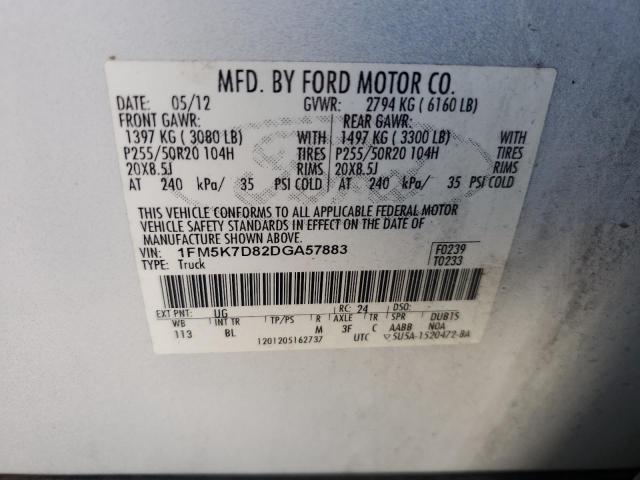 MFD. BY FORD MOTOR CO.
DATE: 05/12 GVWR: 2794 KG ( 6160 LB)
FRONT GAWR: REAR GAWR:
1397 KG ( 3080 LB) WITH 1497 KG ( 3300 LB) WITH
P255/50R20 104H TIRES P255/50R20 104H TIRES
20X8.5J RIMS 20X8.5J RIMS
AT 240 kPa/ 35 PSI COLD AT 240 kPa/ 35 PSI COLD
THIS VEHICLE CONFORMS TO ALL APPLICABLE FEDERAL MOTOR
VEHICLE SAFETY STANDARDS IN EFFECT ON THE DATE OF
MANUFACTURE SHOWN ABOVE.
VIN: 1FM5K7D82DGA57883 F0239
TYPE: Truck T0233
EXT PNT: UG RC: 24 DSO:
WB INT TR TP/PS R AXLE TR SPR DUB15
113 BL M 3F C AABB N0A
1201205162737 UTC 5U5A-1520472-BA